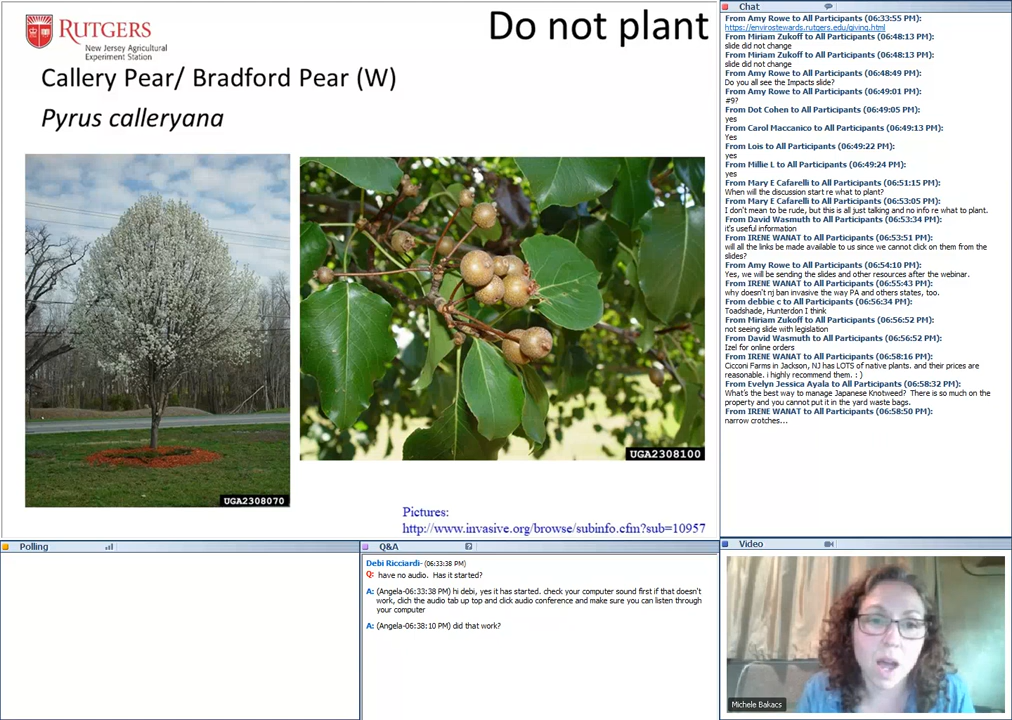 RUTGERS
New Jersey Agricultural
Experiment Station
Do not plant
Callery Pear/ Bradford Pear (W)
Pyrus calleryana
UGA2308070
UGA2308100
Pictures:
http://www.invasive.org/browse/subinfo.cfm?sub=10957
Chat
From Amy Rowe to All Participants (06:33:55 PM):
https://envirostewards.rutgers.edu/giving.html
From Miriam Zukoff to All Participants (06:48:13 PM):
slide did not change
From Miriam Zukoff to All Participants (06:48:13 PM):
slide did not change
From Amy Rowe to All Participants (06:48:49 PM):
Do you all see the Impacts slide?
From Amy Rowe to All Participants (06:49:01 PM):
#9?
From Dot Cohen to All Participants (06:49:05 PM):
yes
From Carol Maccanico to All Participants (06:49:13 PM):
Yes
From Lois to All Participants (06:49:22 PM):
yes
From Millie L to All Participants (06:49:24 PM):
yes
From Mary E Cafarelli to All Participants (06:51:15 PM):
When will the discussion start re what to plant?
From Mary E Cafarelli to All Participants (06:53:05 PM):
I don't mean to be rude, but this is all just talking and no info re what to plant.
From David Wasmuth to All Participants (06:53:34 PM):
it's useful information
From IRENE WANAT to All Participants (06:53:51 PM):
will all the links be made available to us since we cannot click on them from the
slides?
From Amy Rowe to All Participants (06:54:10 PM):
Yes, we will be sending the slides and other resources after the webinar.
From IRENE WANAT to All Participants (06:55:43 PM):
why doesn't nj ban invasive the way PA and others states, too.
From debbie c to All Participants (06:56:34 PM):
Toadshade, Hunterdon I think
From Miriam Zukoff to All Participants (06:56:52 PM):
not seeing slide with legislation
From David Wasmuth to All Participants (06:56:52 PM):
Izel for online orders
From IRENE WANAT to All Participants (06:58:16 PM):
Cicconi Farms in Jackson, NJ has LOTS of native plants. and their prices are
reasonable. i highly recommend them. : )
From Evelyn Jessica Ayala to All Participants (06:58:32 PM):
What's the best way to manage Japanese Knotweed? There is so much on the
property and you cannot put it in the yard waste bags.
From IRENE WANAT to All Participants (06:58:50 PM):
narrow crotches...
Polling
Q&A
Debi Ricciardi- (06:33:38 PM)
Q: have no audio. Has it started?
A: (Angela-06:33:38 PM) hi debi, yes it has started. check your computer sound first if that doesn't
work, clich the audio tab up top and click audio conference and make sure you can listen through
your computer
A: (Angela-06:38:10 PM) did that work?
Video
Michele Bakacs